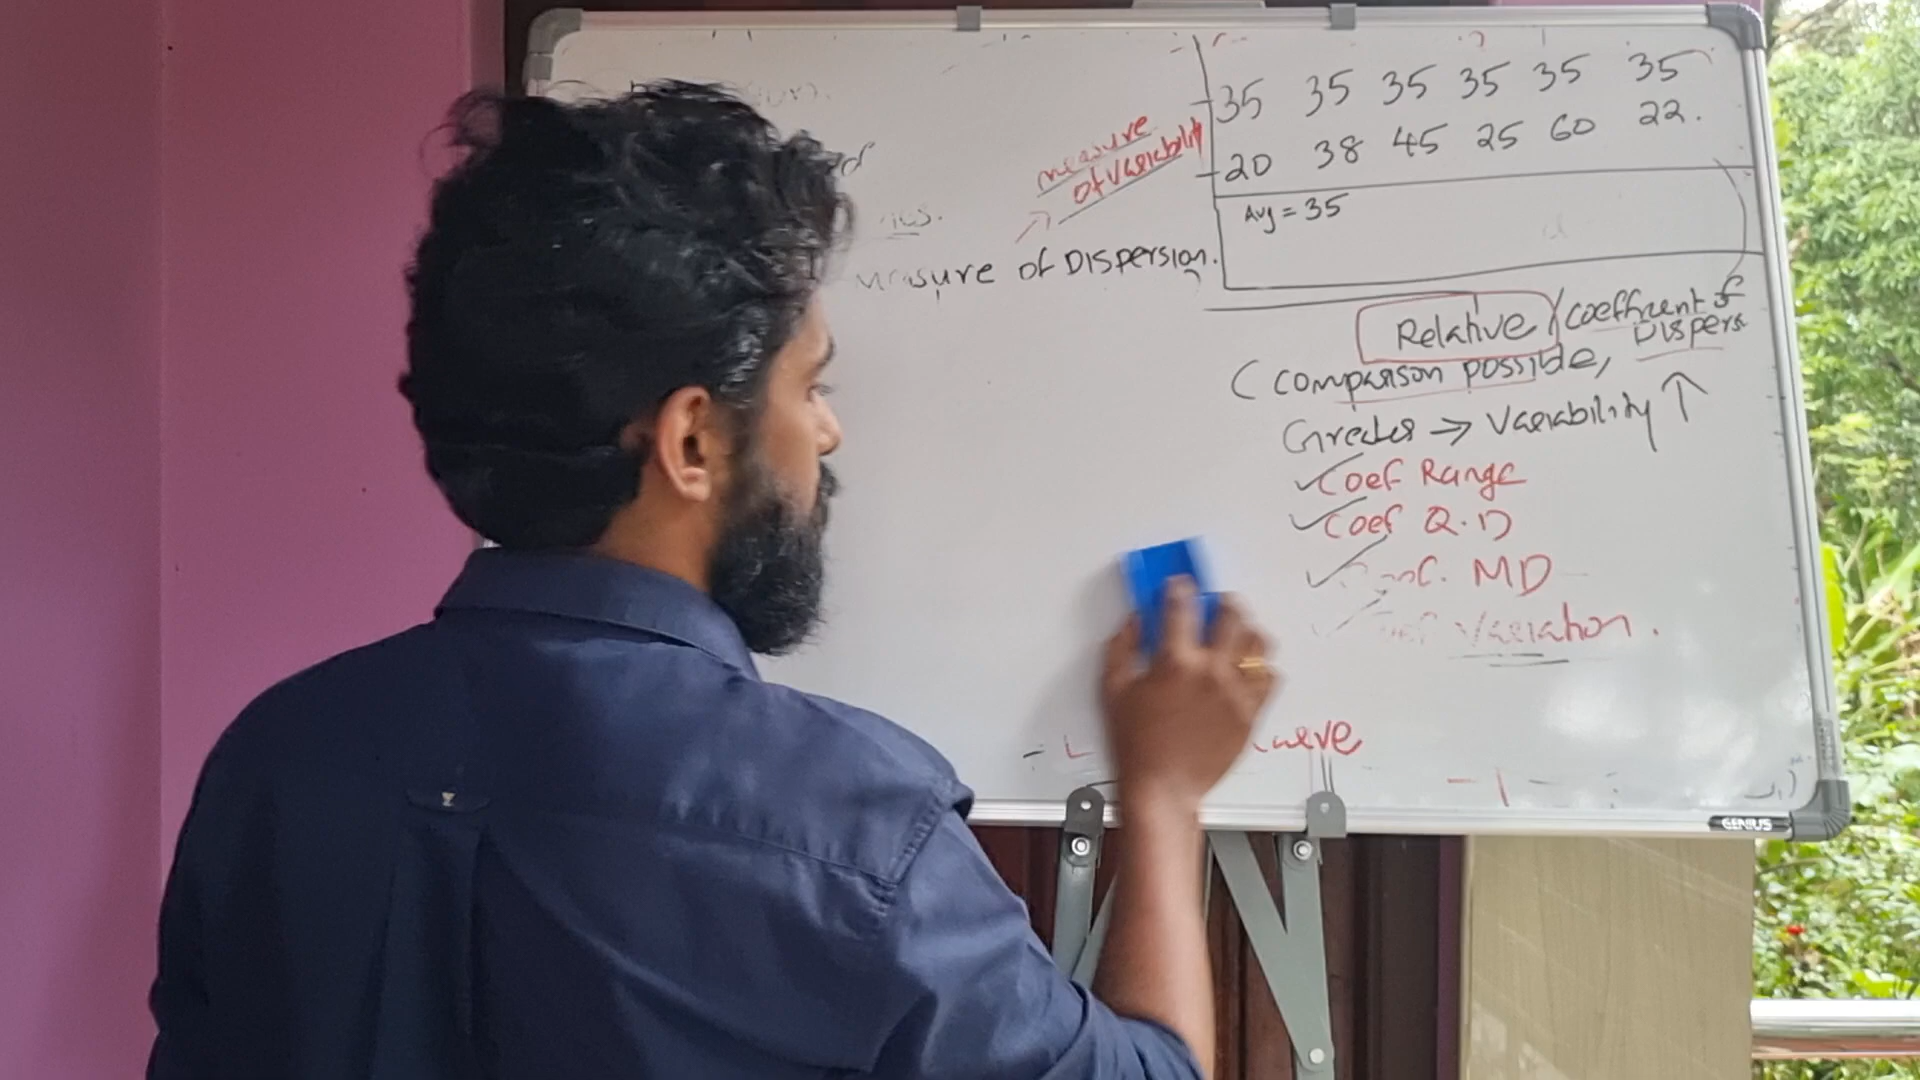 35 35 35 35 35 35
20 38 45 25 60 22.
measure
of variability
Avg = 35
measure of Dispersion.
Relative / coefficient of
Dispers
( comparison possible,
Greater → Variability ↑
Coef Range
Coef Q.D
MD
Variation.
GENIUS